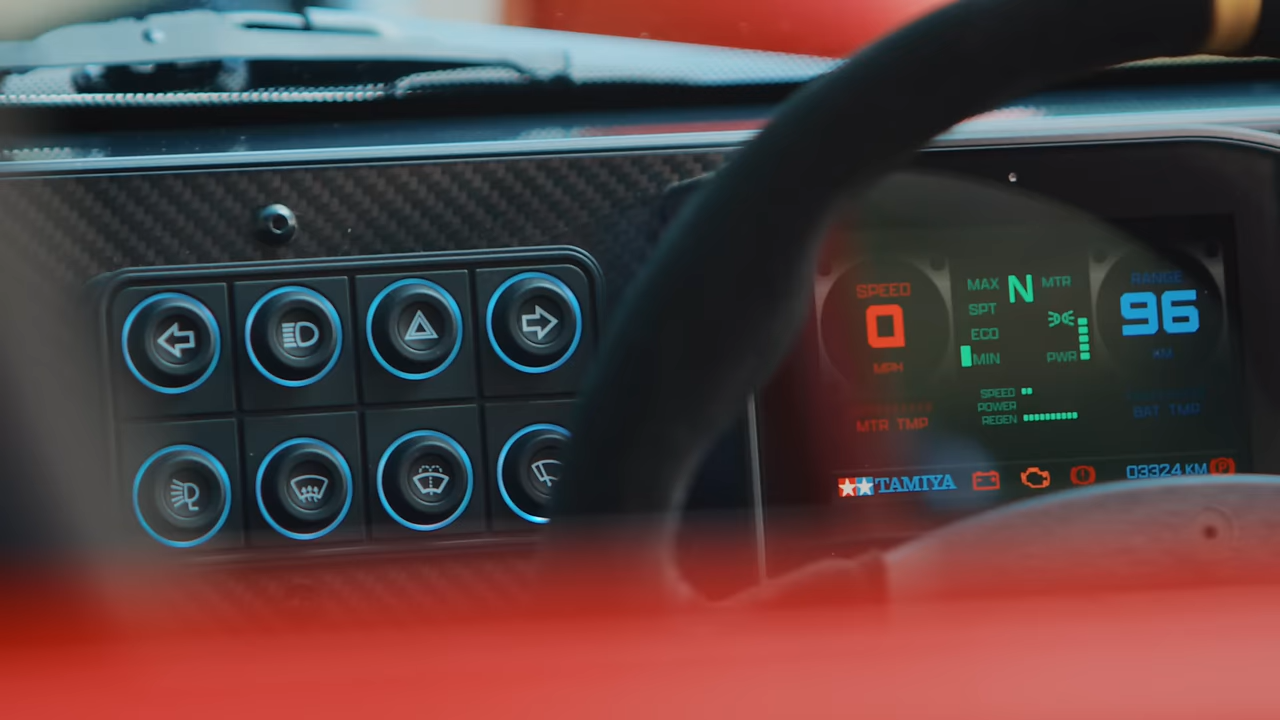 SPEED
0
MPH
MTR TMP
MAX N MTR
SPT
ECO
MIN PWR
SPEED
POWER
REGEN
RANGE
96
KM
BAT TMP
TAMIYA
03324 KM
P